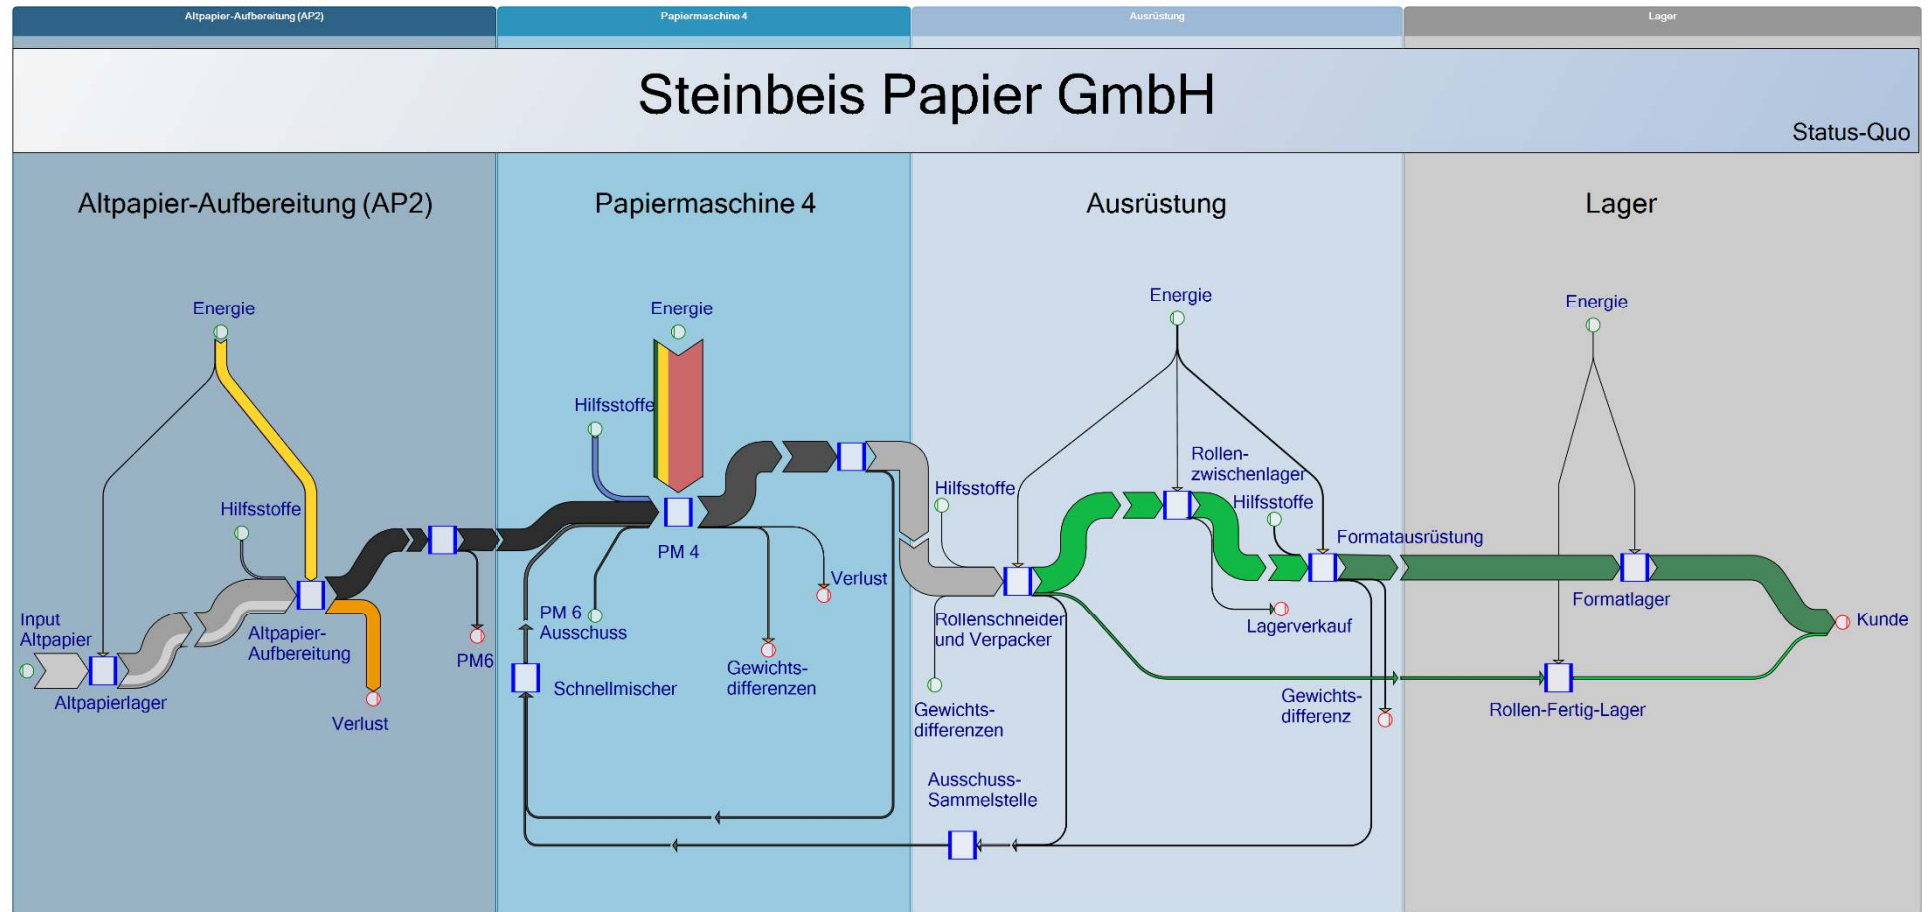 Altpapier-Aufbereitung (AP2)
Papiermaschine 4
Ausrüstung
Lager
Steinbeis Papier GmbH
Status-Quo
Altpapier-Aufbereitung (AP2)
Papiermaschine 4
Ausrüstung
Lager
Energie
Hilfsstoffe
Input
Altpapier
Altpapierlager
Altpapier-
Aufbereitung
Verlust
PM6
Energie
Hilfsstoffe
PM 4
PM 6
Ausschuss
Schnellmischer
Verlust
Gewichts-
differenzen
Energie
Hilfsstoffe
Rollenschneider
und Verpacker
Gewichts-
differenzen
Ausschuss-
Sammelstelle
Rollen-
zwischenlager
Hilfsstoffe
Lagerverkauf
Formatausrüstung
Gewichts-
differenz
Energie
Formatlager
Rollen-Fertig-Lager
Kunde